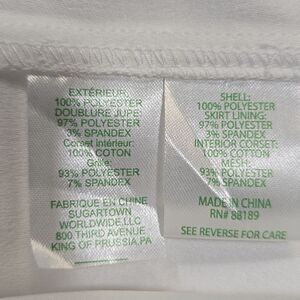 EXTÉRIEUR:
100% POLYESTER
DOUBLURE JUPE:
97% POLYESTER
3% SPANDEX
Corset intérieur:
100% COTTON
Grille:
93% POLYESTER
7% SPANDEX
FABRIQUE EN CHINE
SUGARTOWN
WORLDWIDE,LLC
800 THIRD AVENUE
KING OF PRUSSIA,PA
SHELL:
100% POLYESTER
SKIRT LINING:
97% POLYESTER
3% SPANDEX
INTERIOR CORSET:
100% COTTON
MESH:
93% POLYESTER
7% SPANDEX
MADE IN CHINA
RN# 88189
SEE REVERSE FOR CARE